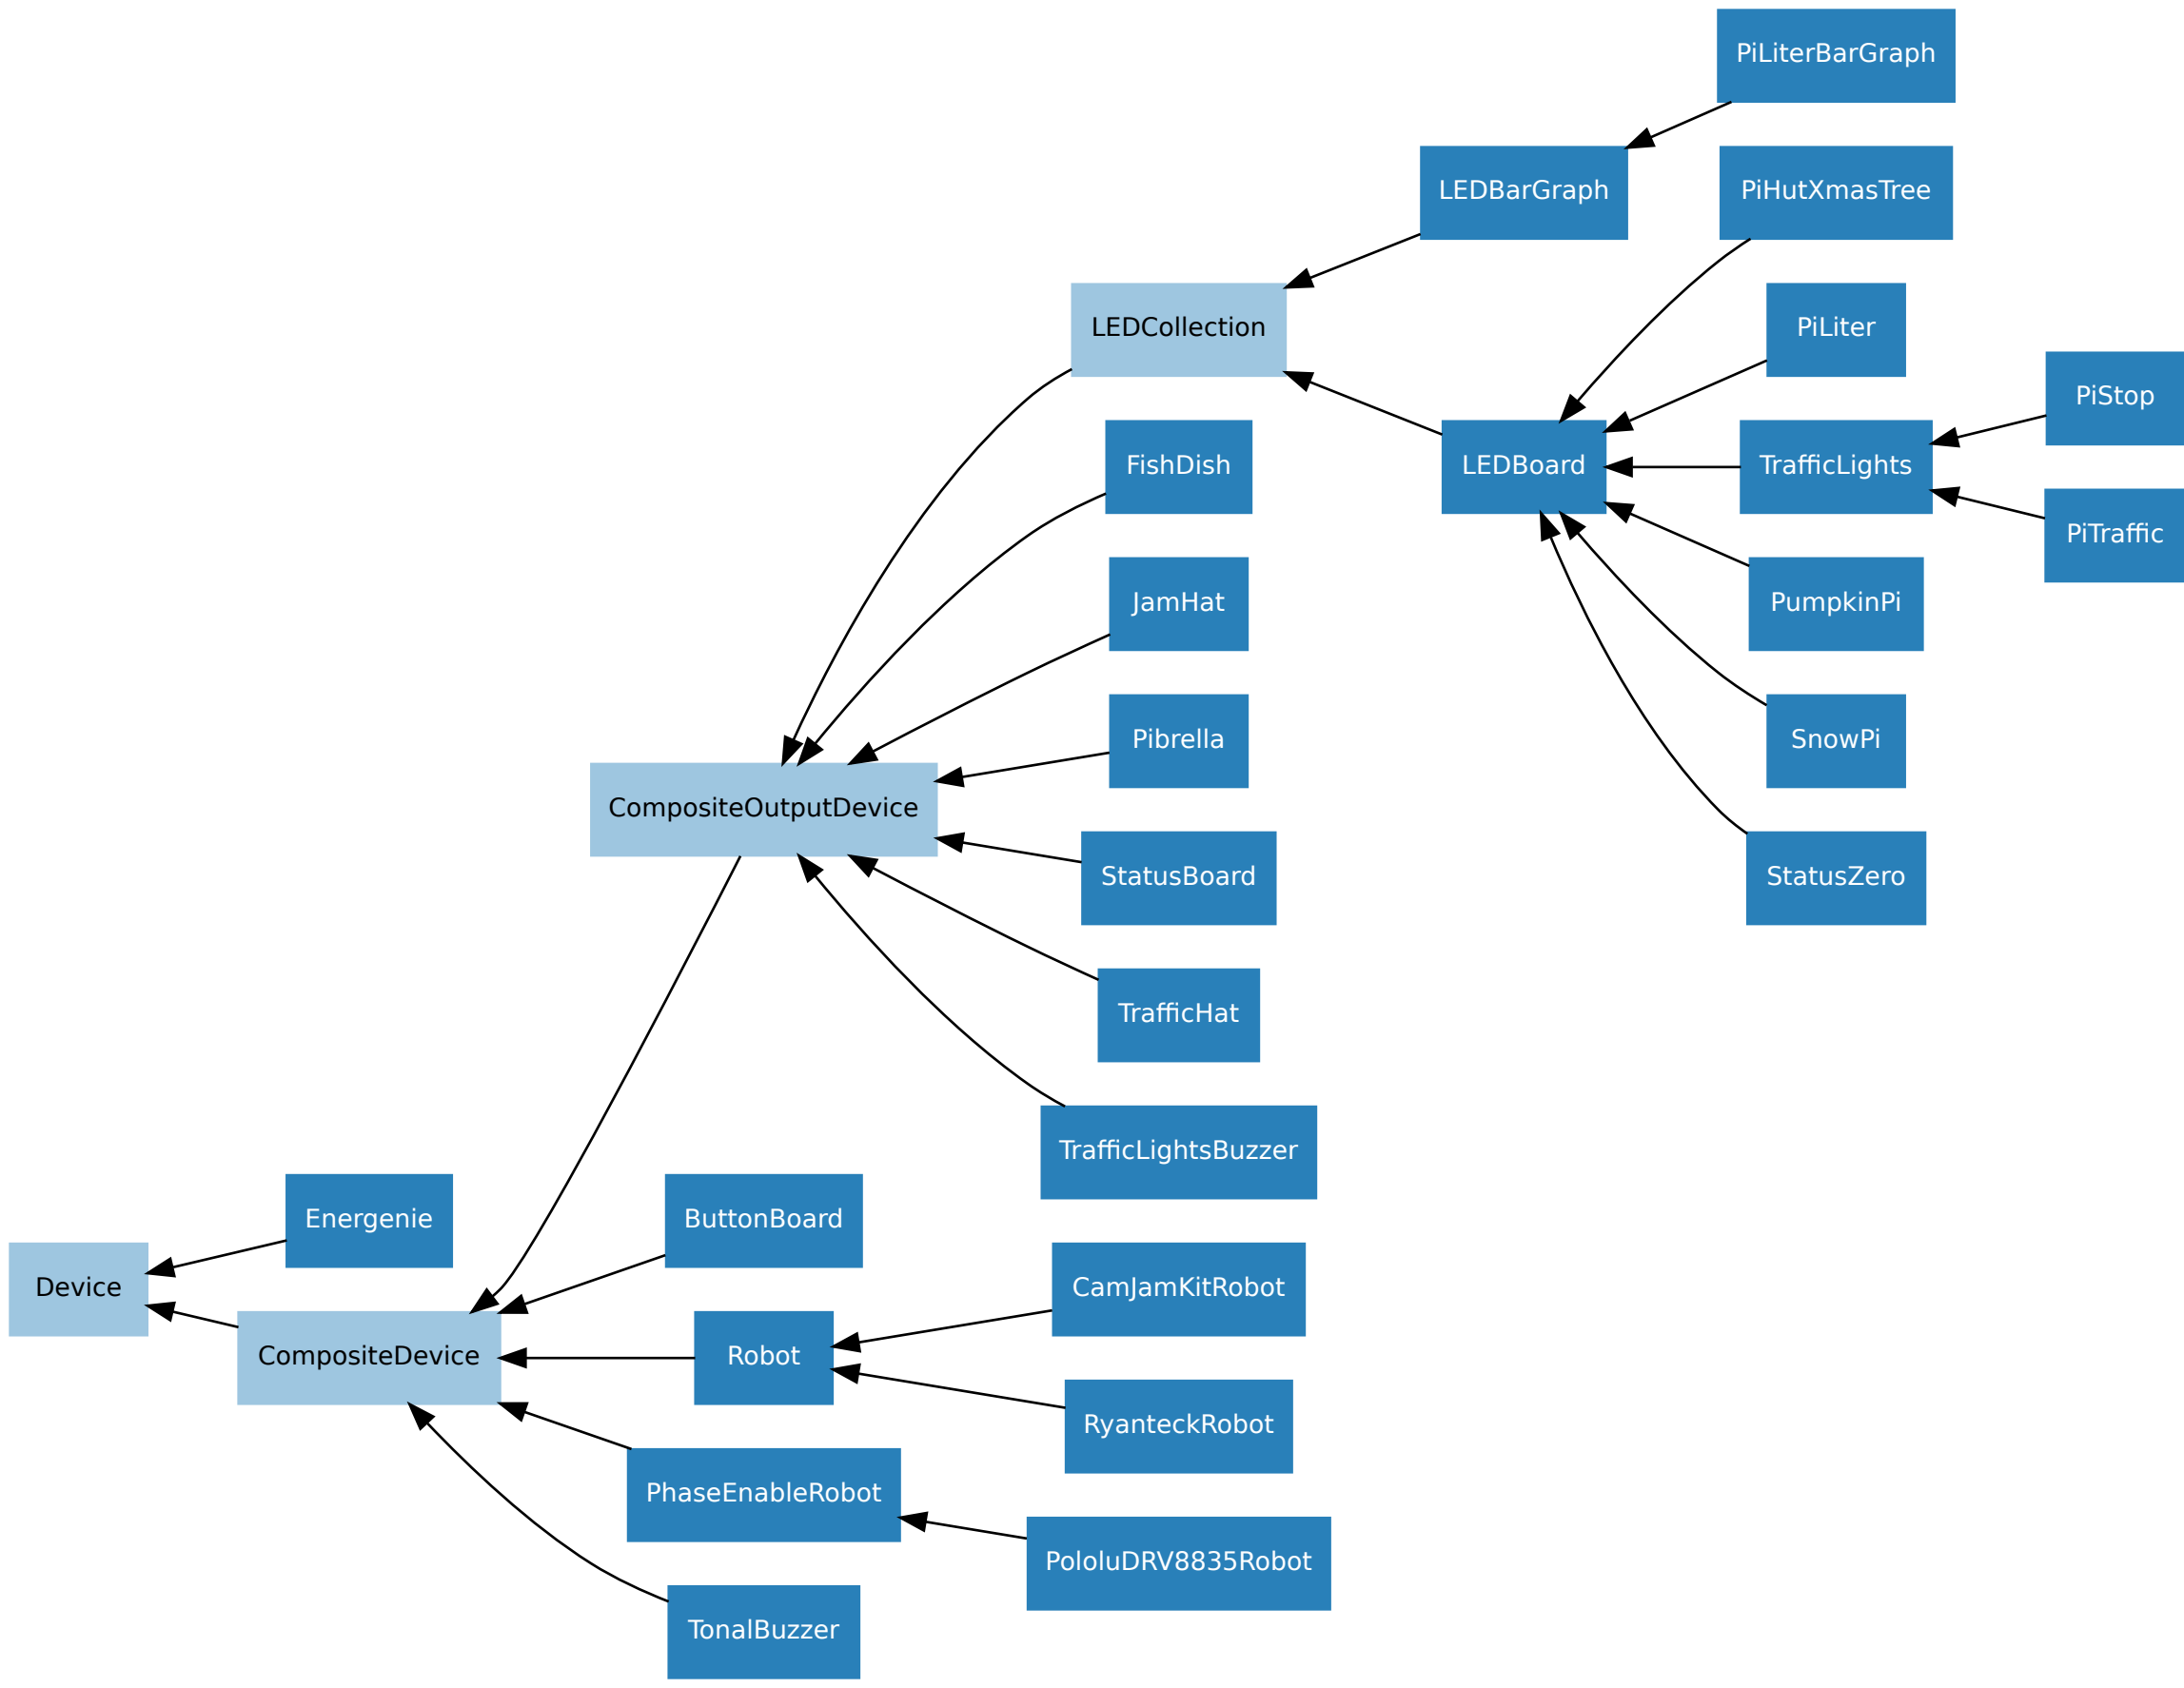 PiLiterBarGraph
LEDBarGraph
PiHutXmasTree
LEDCollection
PiLiter
PiStop
FishDish
LEDBoard
TrafficLights
PiTraffic
JamHat
PumpkinPi
Pibrella
SnowPi
CompositeOutputDevice
StatusBoard
StatusZero
TrafficHat
TrafficLightsBuzzer
Energenie
ButtonBoard
Device
CamJamKitRobot
CompositeDevice
Robot
RyanteckRobot
PhaseEnableRobot
PololuDRV8835Robot
TonalBuzzer